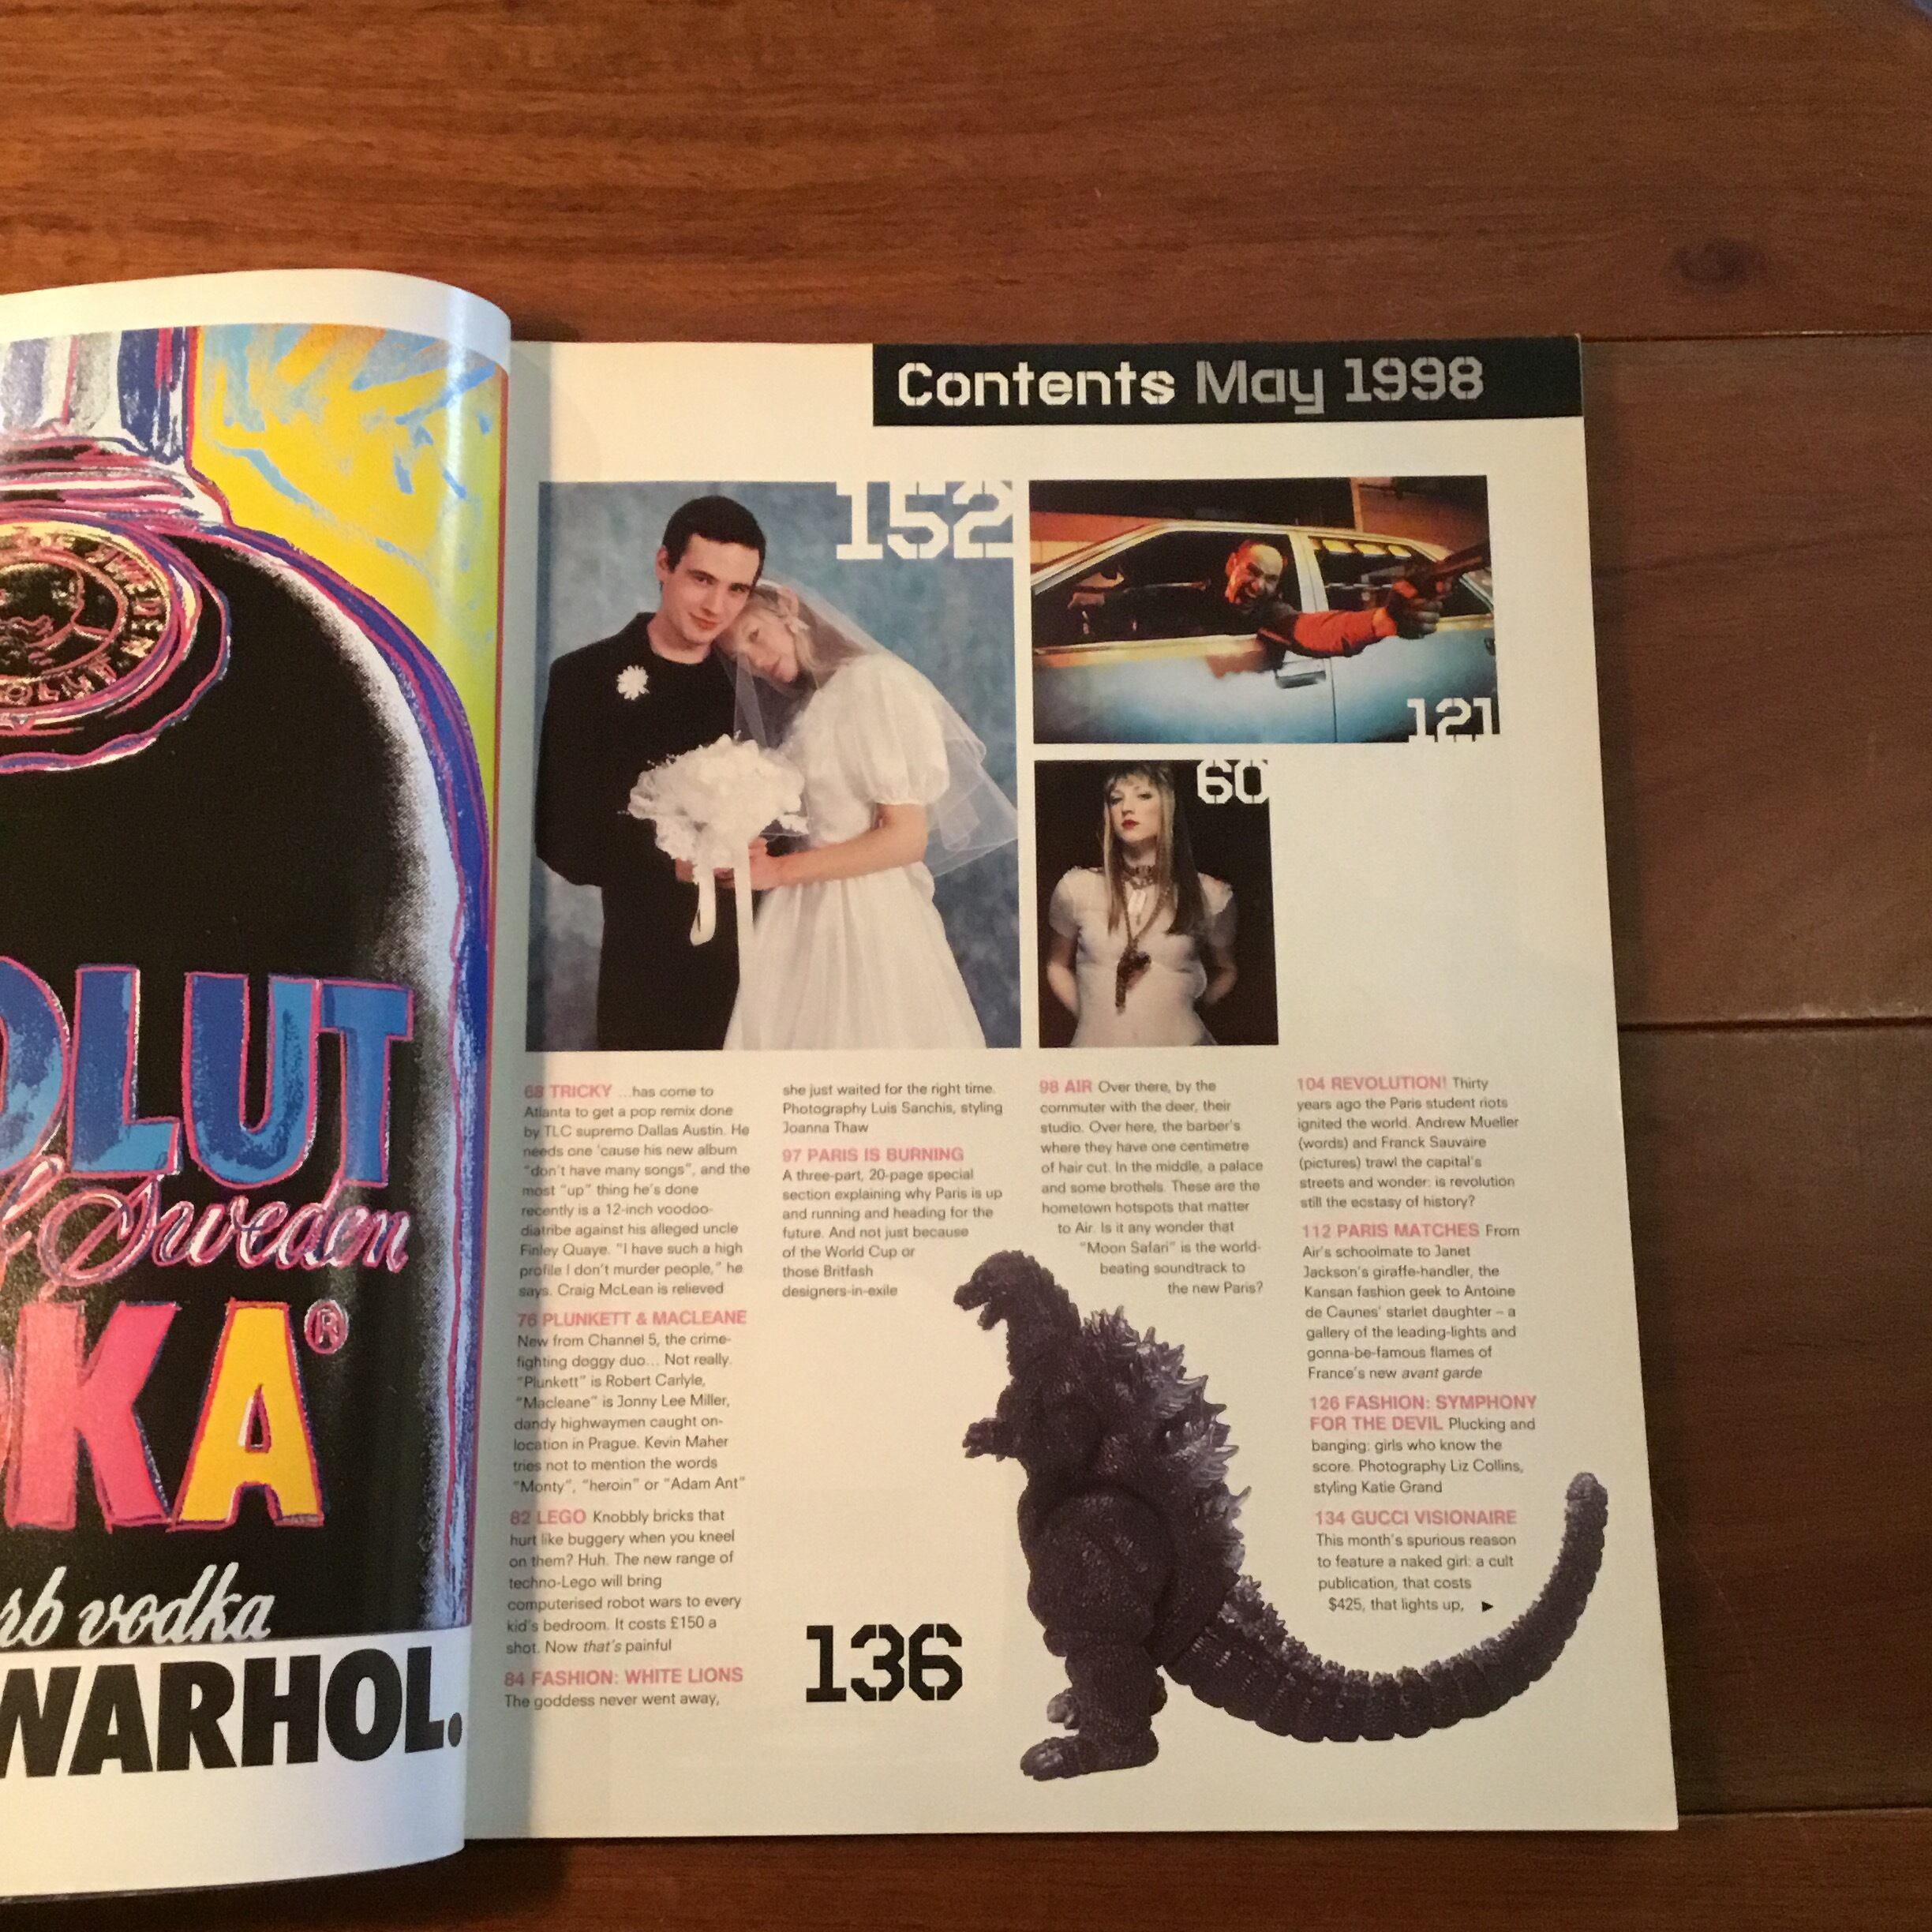 OLUT
Sweden
KA®
vodka
WARHOL.
Contents May 1998
152
121
60
68 TRICKY ...has come to
Atlanta to get a pop remix done
by TLC supremo Dallas Austin. He
needs one 'cause his new album
"don't have many songs", and the
most "up" thing he's done
recently is a 12-inch voodoo-
diatribe against his alleged uncle
Finley Quaye. "I have such a high
profile I don't murder people," he
says. Craig McLean is relieved
76 PLUNKETT & MACLEANE
New from Channel 5, the crime-
fighting doggy duo... Not really.
"Plunkett" is Robert Carlyle,
"Macleane" is Jonny Lee Miller,
dandy highwaymen caught on-
location in Prague. Kevin Maher
tries not to mention the words
"Monty", "heroin" or "Adam Ant"
82 LEGO Knobbly bricks that
hurt like buggery when you kneel
on them? Huh. The new range of
techno-Lego will bring
computerised robot wars to every
kid's bedroom. It costs £150 a
shot. Now that's painful
84 FASHION: WHITE LIONS
The goddess never went away,
she just waited for the right time.
Photography Luis Sanchis, styling
Joanna Thaw
97 PARIS IS BURNING
A three-part, 20-page special
section explaining why Paris is up
and running and heading for the
future. And not just because
of the World Cup or
those Britfash
designers-in-exile
136
98 AIR Over there, by the
commuter with the deer, their
studio. Over here, the barber's
where they have one centimetre
of hair cut. In the middle, a palace
and some brothels. These are the
hometown hotspots that matter
to Air. Is it any wonder that
"Moon Safari" is the world-
beating soundtrack to
the new Paris?
104 REVOLUTION! Thirty
years ago the Paris student riots
ignited the world. Andrew Mueller
(words) and Franck Sauvaire
(pictures) trawl the capital's
streets and wonder: is revolution
still the ecstasy of history?
112 PARIS MATCHES From
Air's schoolmate to Janet
Jackson's giraffe-handler, the
Kansan fashion geek to Antoine
de Caunes' starlet daughter – a
gallery of the leading-lights and
gonna-be-famous flames of
France's new avant garde
126 FASHION: SYMPHONY
FOR THE DEVIL Plucking and
banging: girls who know the
score. Photography Liz Collins,
styling Katie Grand
134 GUCCI VISIONAIRE
This month's spurious reason
to feature a naked girl: a cult
publication, that costs
$425, that lights up, ►